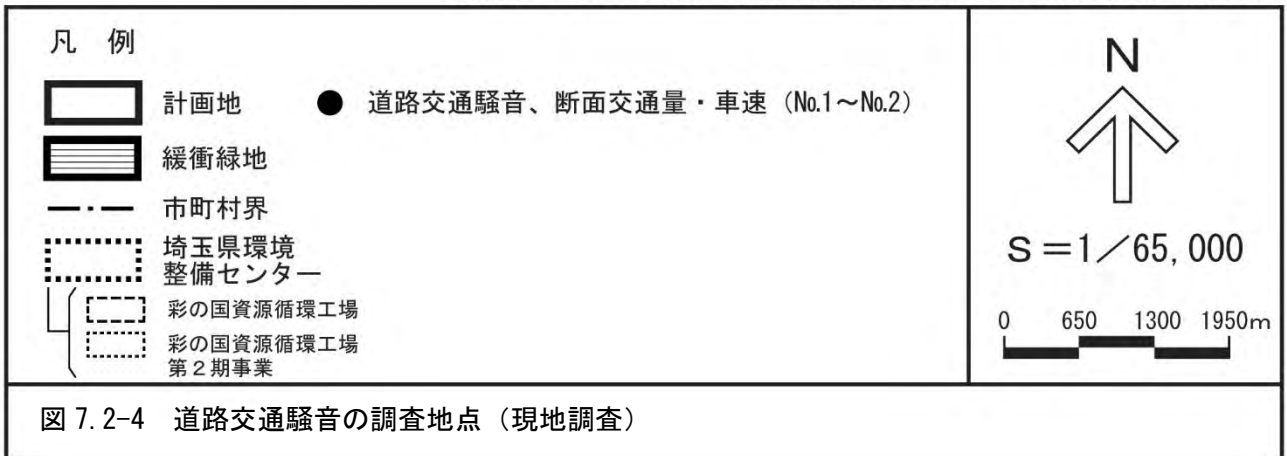 凡 例
計画地
● 道路交通騒音、断面交通量・車速（№1～№2）
緩衝緑地
市町村界
埼玉県環境
整備センター
彩の国資源循環工場
彩の国資源循環工場
第２期事業
N
S＝1／65,000
0 650 1300 1950m
図 7.2-4 道路交通騒音の調査地点（現地調査）